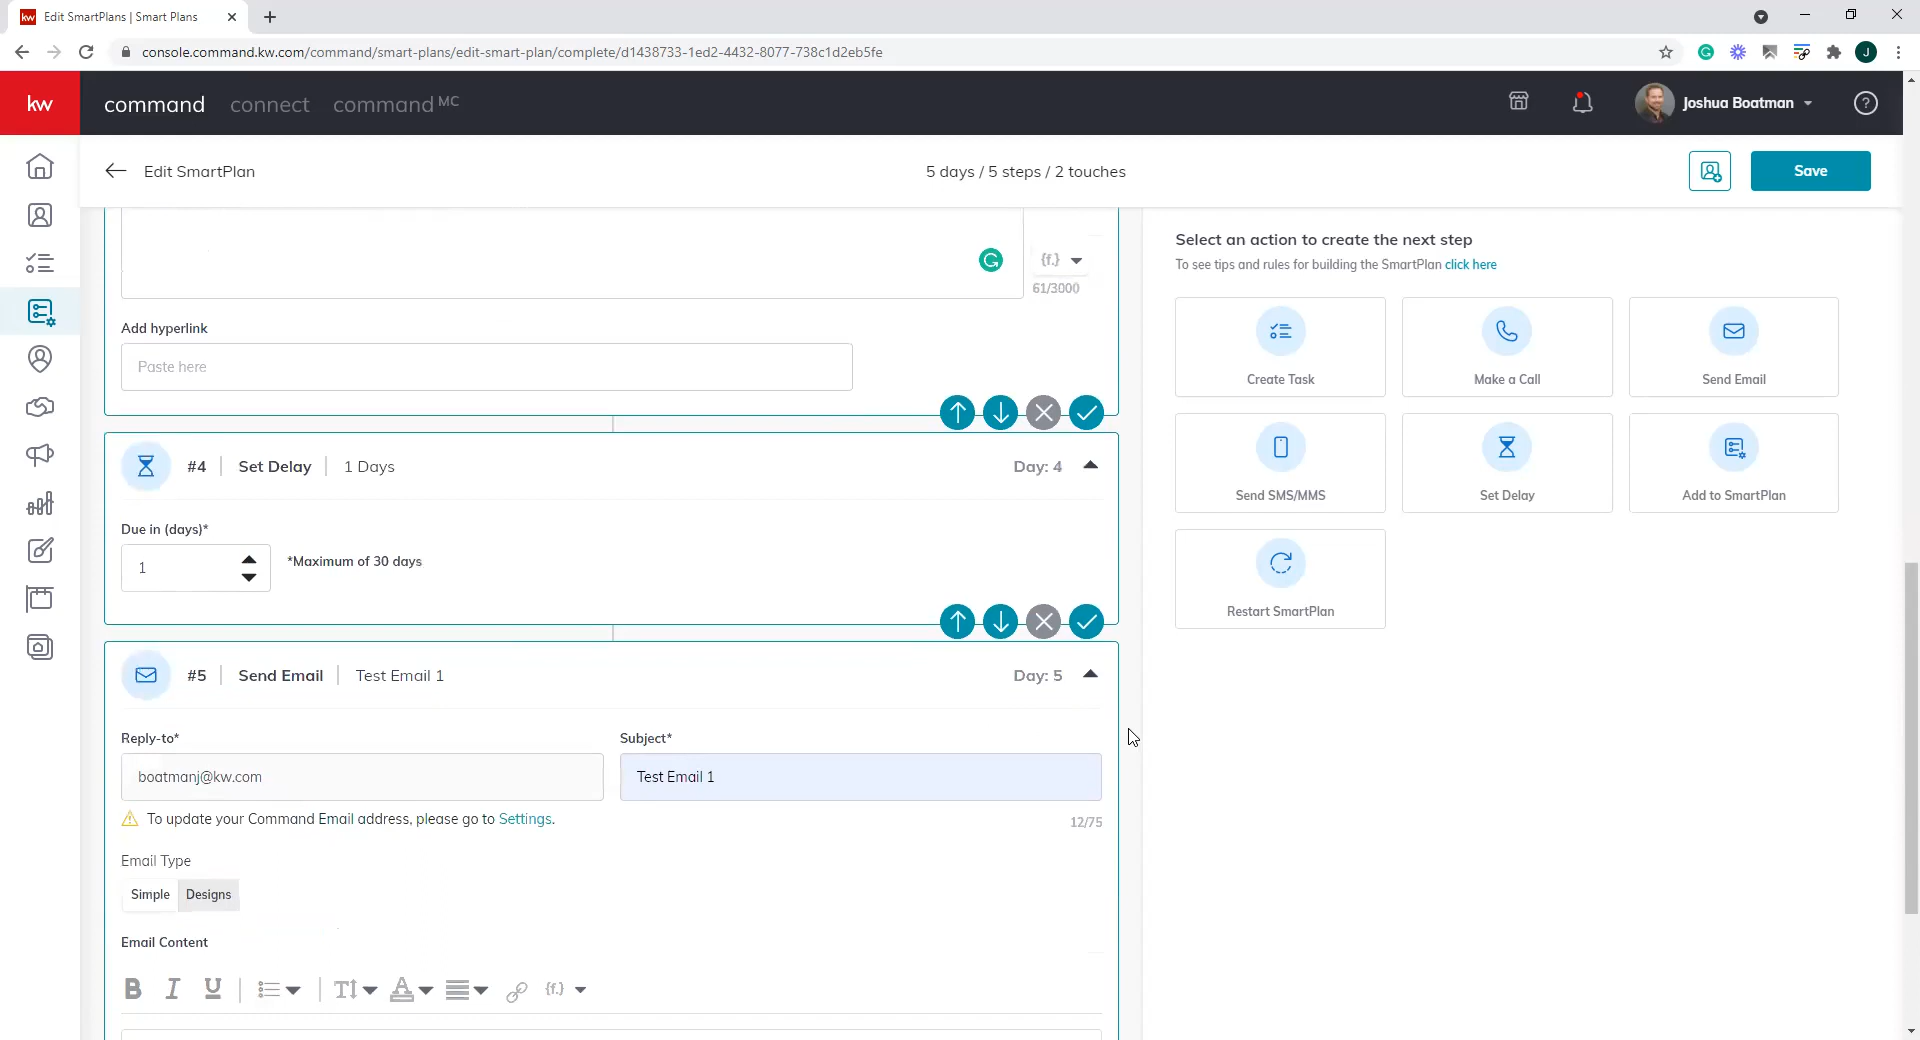 Edit SmartPlans | Smart Plans
console.command.kw.com/command/smart-plans/edit-smart-plan/complete/d1438733-1ed2-4432-8077-738c1d2eb5fe
J
kw
command connect command MC
Joshua Boatman
Edit SmartPlan
5 days / 5 steps / 2 touches
Save
{f.}
61/3000
Add hyperlink
Paste here
#4 Set Delay 1 Days
Day: 4
Due in (days)*
1
*Maximum of 30 days
#5 Send Email Test Email 1
Day: 5
Reply-to*
Subject*
boatmanj@kw.com
Test Email 1
To update your Command Email address, please go to Settings.
12/75
Email Type
Simple Designs
Email Content
B I U {f.}
Select an action to create the next step
To see tips and rules for building the SmartPlan click here
Create Task
Make a Call
Send Email
Send SMS/MMS
Set Delay
Add to SmartPlan
Restart SmartPlan